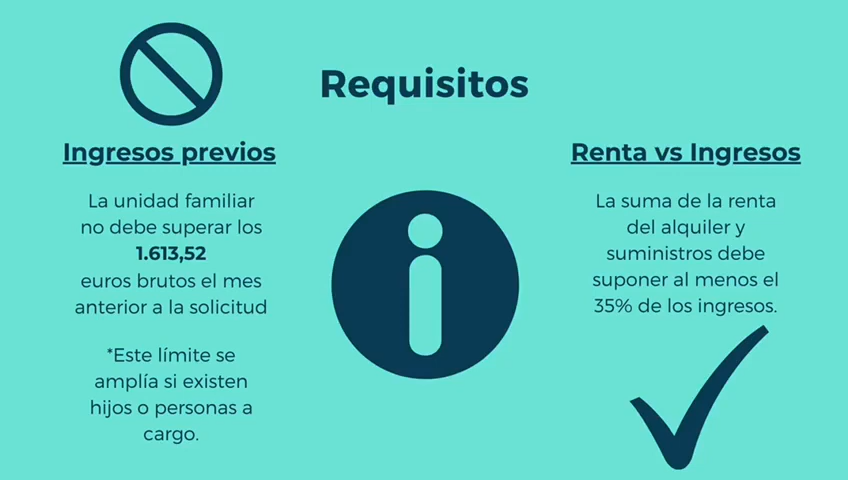 Requisitos
Ingresos previos
La unidad familiar
no debe superar los
1.613,52
euros brutos el mes
anterior a la solicitud
*Este límite se
amplía si existen
hijos o personas a
cargo.
Renta vs Ingresos
La suma de la renta
del alquiler y
suministros debe
suponer al menos el
35% de los ingresos.